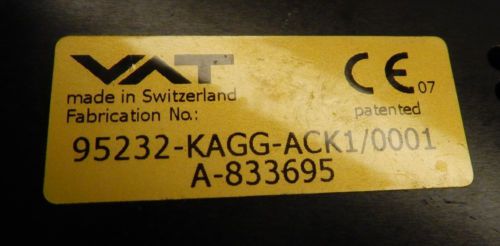 VAT
CE 07
made in Switzerland
patented
Fabrication No.:
95232-KAGG-ACK1/0001
A-833695